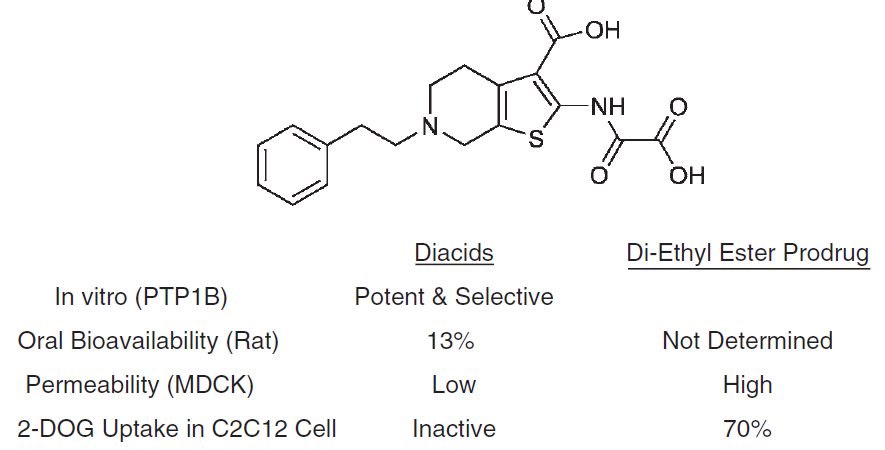 O
OH
NH
O
N
S
O
OH
Diacids Di-Ethyl Ester Prodrug
In vitro (PTP1B) Potent & Selective
Oral Bioavailability (Rat) 13% Not Determined
Permeability (MDCK) Low High
2-DOG Uptake in C2C12 Cell Inactive 70%